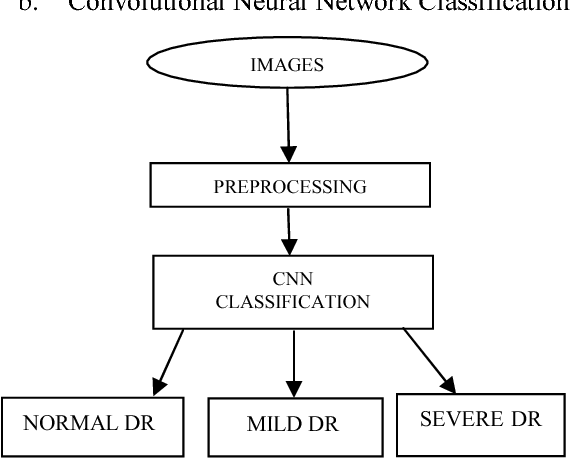 b. Convolutional Neural Network Classification
IMAGES
PREPROCESSING
CNN
CLASSIFICATION
NORMAL DR
MILD DR
SEVERE DR